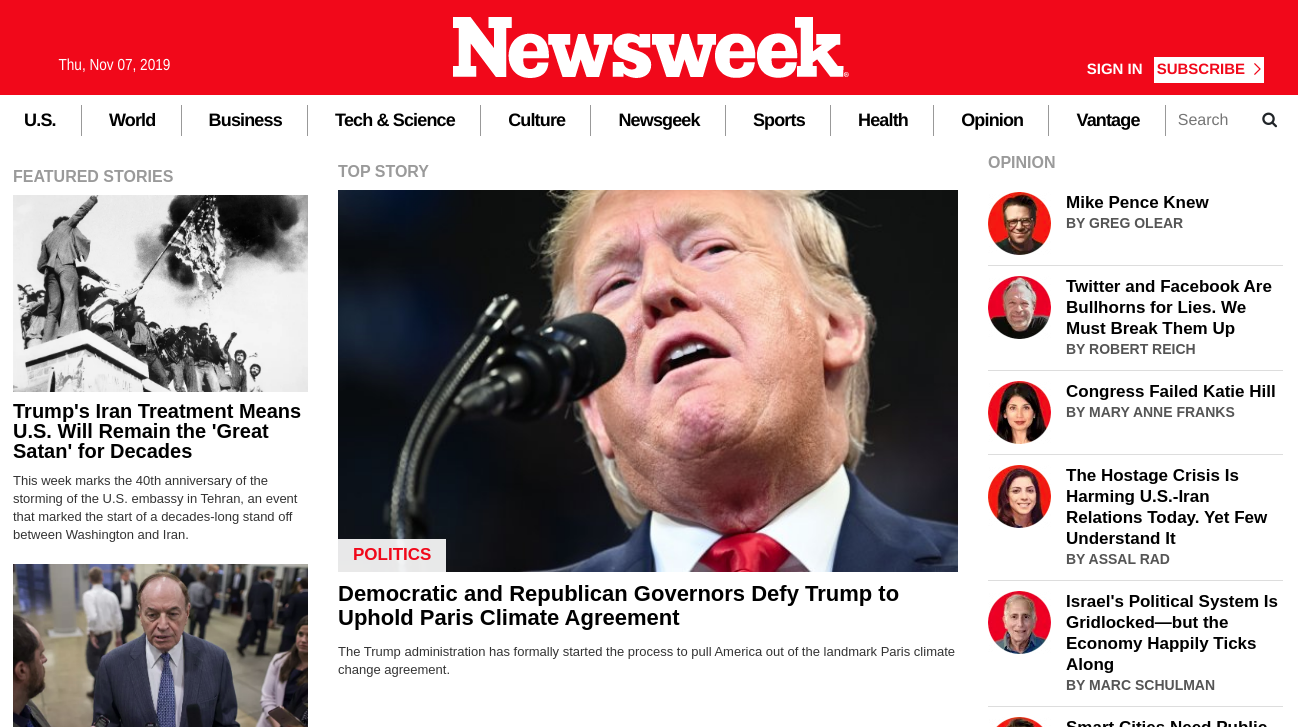 Thu, Nov 07, 2019
Newsweek
SIGN IN
SUBSCRIBE
U.S.
World
Business
Tech & Science
Culture
Newsgeek
Sports
Health
Opinion
Vantage
Search
FEATURED STORIES
Trump's Iran Treatment Means
U.S. Will Remain the 'Great
Satan' for Decades
This week marks the 40th anniversary of the
storming of the U.S. embassy in Tehran, an event
that marked the start of a decades-long stand off
between Washington and Iran.
TOP STORY
POLITICS
Democratic and Republican Governors Defy Trump to
Uphold Paris Climate Agreement
The Trump administration has formally started the process to pull America out of the landmark Paris climate
change agreement.
OPINION
Mike Pence Knew
BY GREG OLEAR
Twitter and Facebook Are
Bullhorns for Lies. We
Must Break Them Up
BY ROBERT REICH
Congress Failed Katie Hill
BY MARY ANNE FRANKS
The Hostage Crisis Is
Harming U.S.-Iran
Relations Today. Yet Few
Understand It
BY ASSAL RAD
Israel's Political System Is
Gridlocked—but the
Economy Happily Ticks
Along
BY MARC SCHULMAN
Smart Cities Need Public